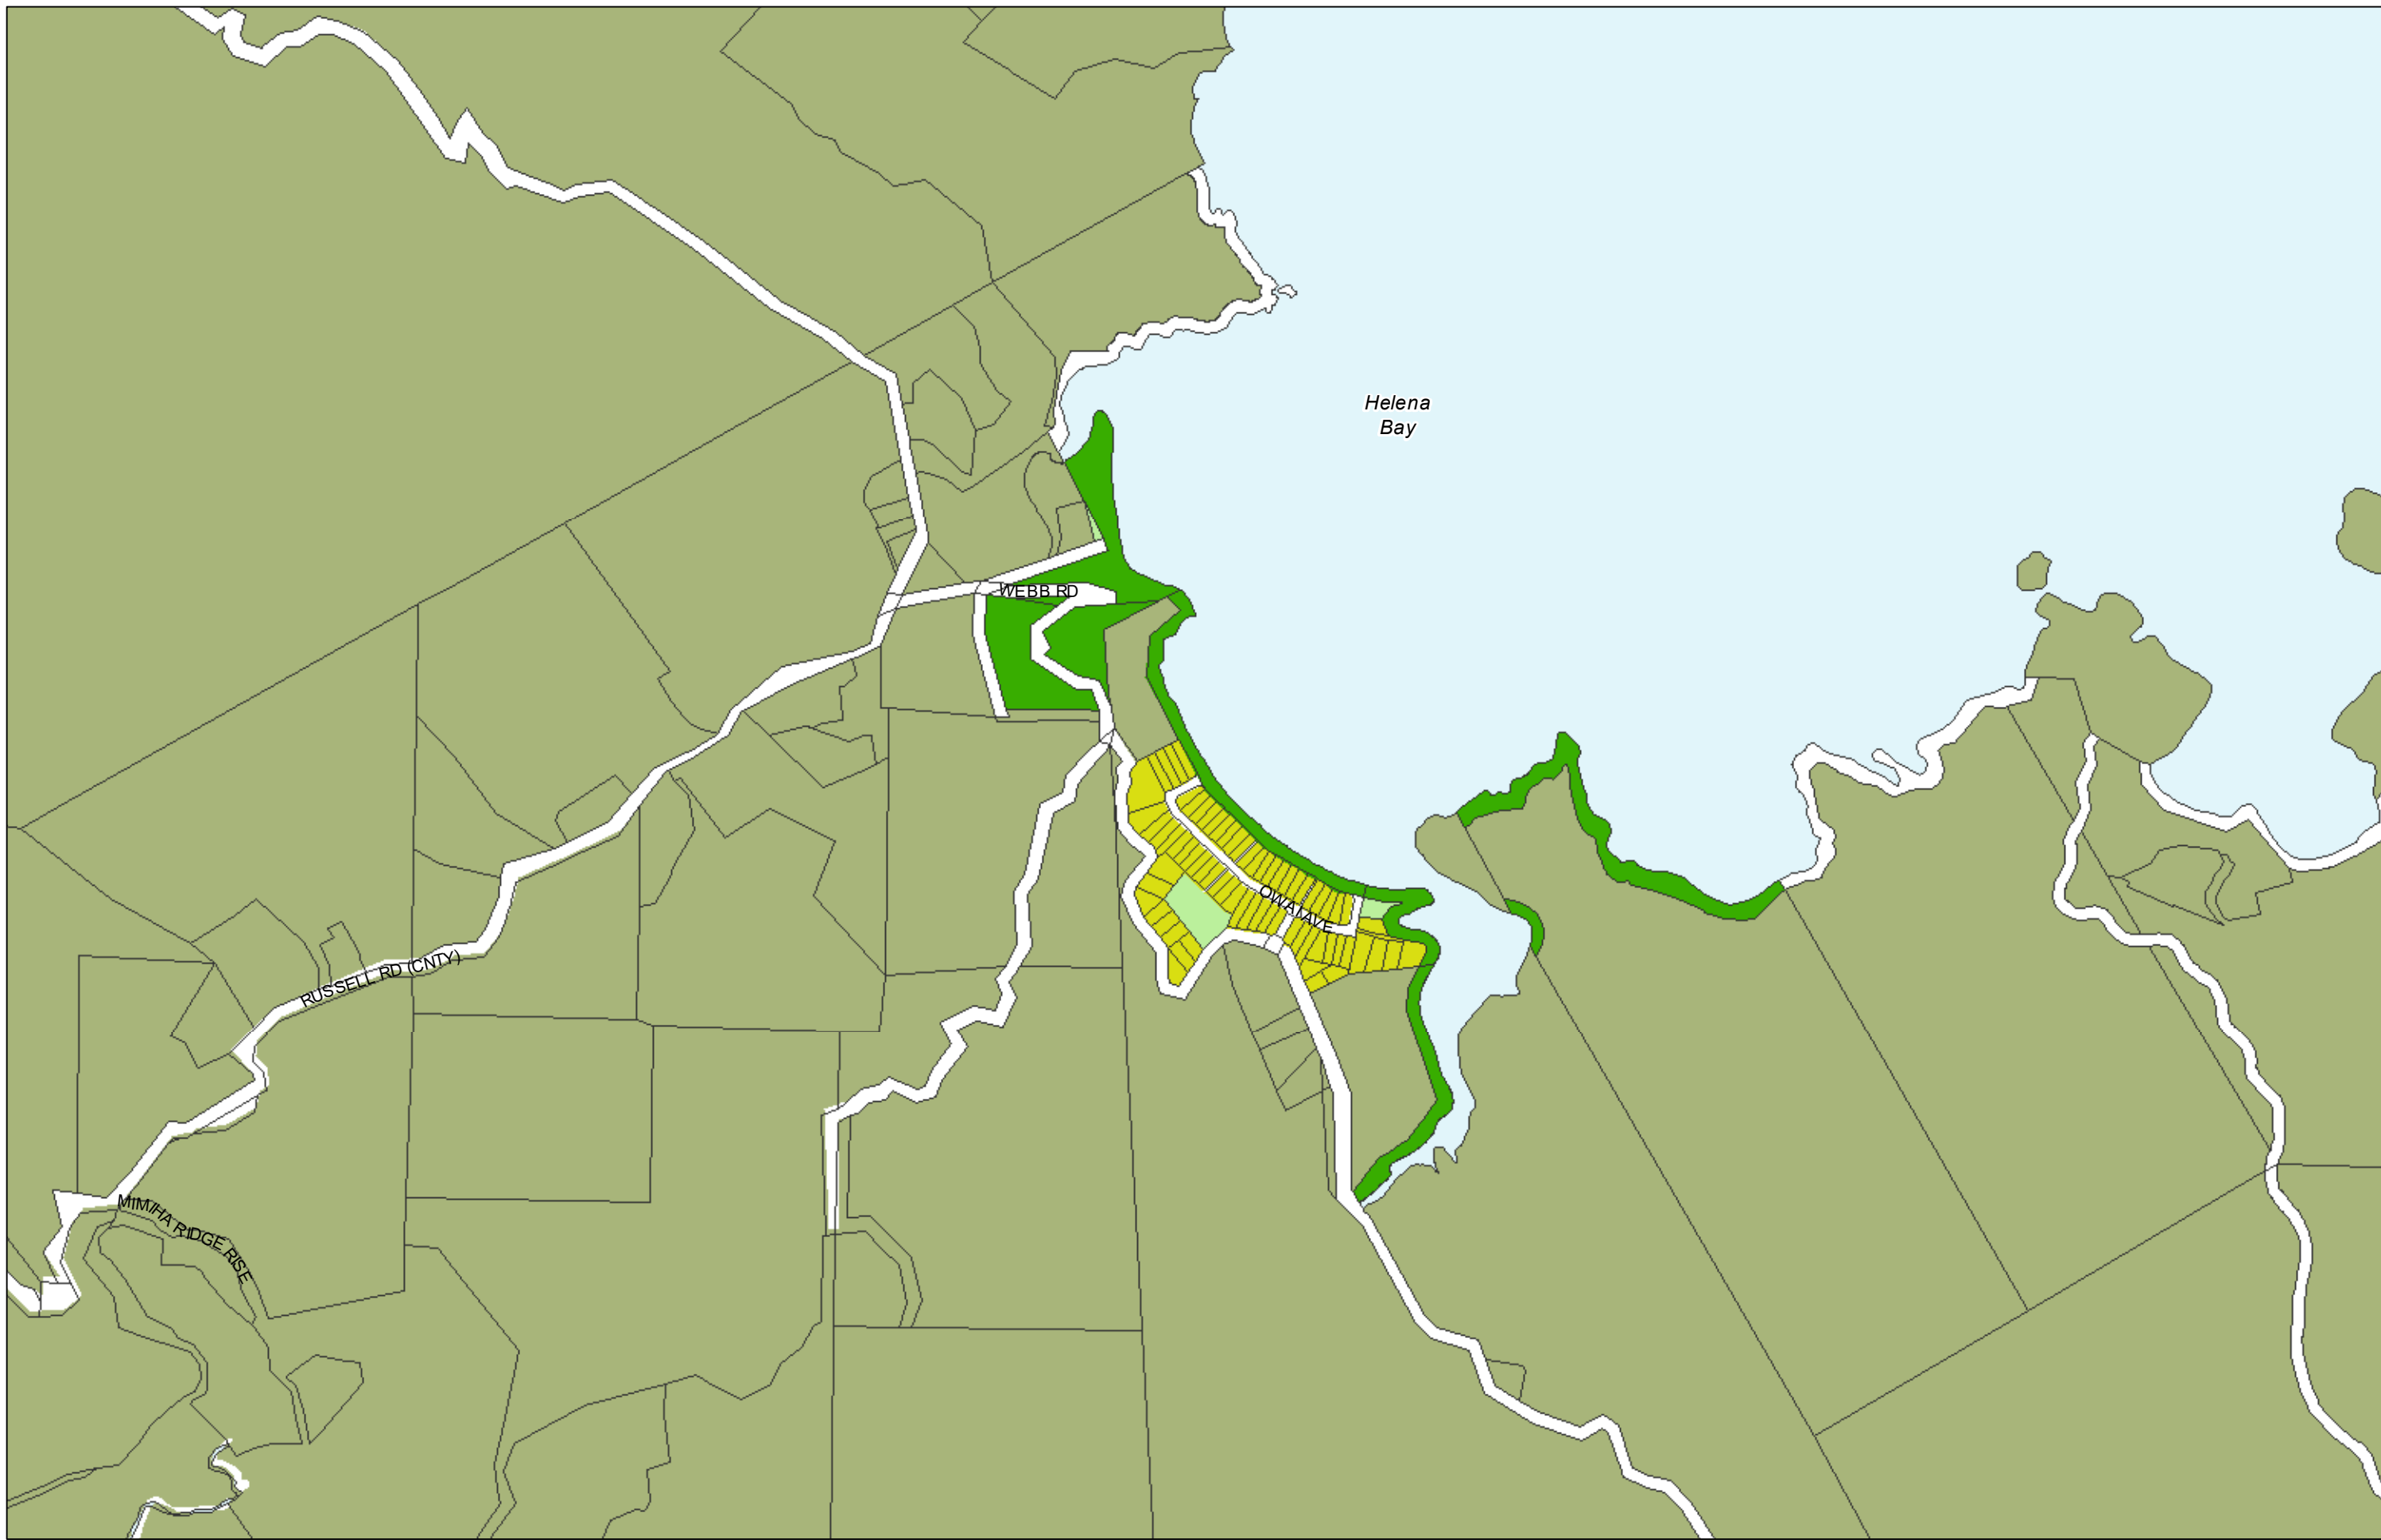 Helena
Bay
WEBB RD
OWAI AVE
RUSSELL RD (CNTY)
MIMIHA RIDGE RISE